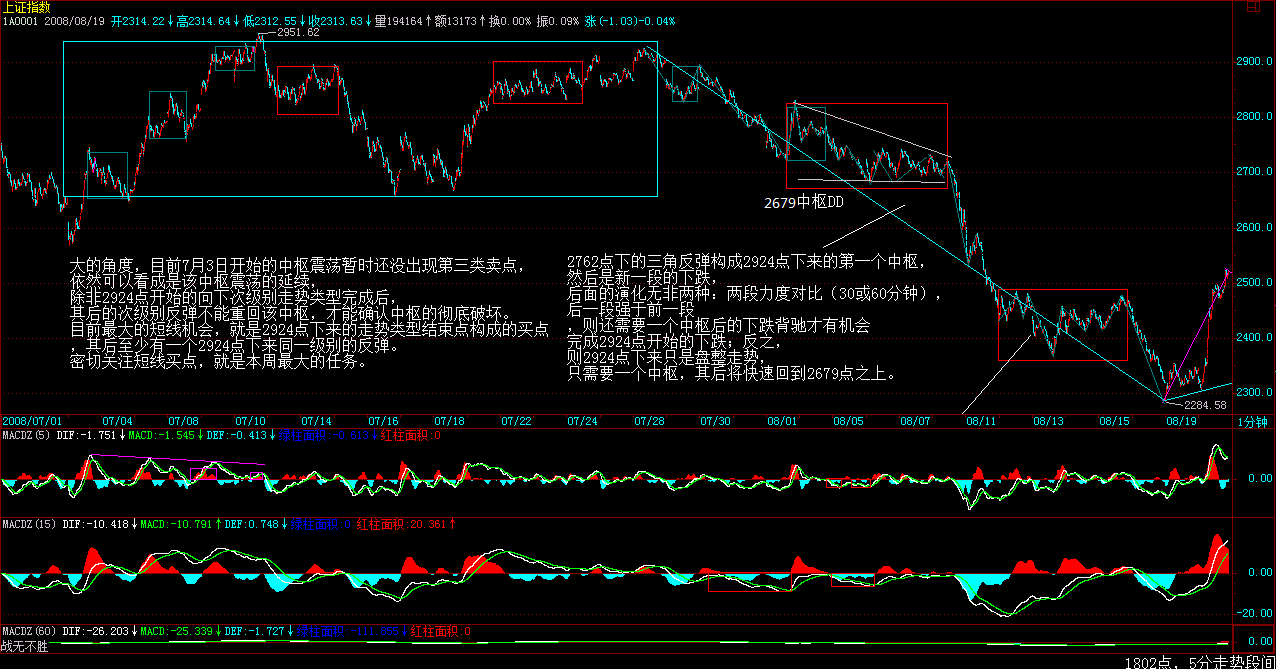 上证指数
1A0001 2008/08/19 开2314.22↓高2314.64↓低2312.55↓收2313.63↓量194164↑额13173↑换0.00% 振0.09% 涨(-1.03)-0.04%
2951.62
2900.0
2800.0
2700.0
2600.0
2500.0
2400.0
2300.0
2679中枢DD
大的角度，目前7月3日开始的中枢震荡暂时还没出现第三类卖点，
依然可以看成是该中枢震荡的延续，
除非2924点开始的向下次级别走势类型完成后，
其后的次级别反弹不能重回该中枢，才能确认中枢的彻底破坏。
目前最大的短线机会，就是2924点下来的走势类型结束点构成的买点
，其后至少有一个2924点下来同一级别的反弹。
密切关注短线买点，就是本周最大的任务。
2762点下的三角反弹构成2924点下来的第一个中枢，
然后是新一段的下跌，
后面的演化无非两种：两段力度对比（30或60分钟），
后一段强于前一段
，则还需要一个中枢后的下跌背驰才有机会
完成2924点开始的下跌；反之，
则2924点下来只是盘整走势，
只需要一个中枢，其后将快速回到2679点之上。
2284.58
2008/07/01 07/04 07/08 07/10 07/14 07/16 07/18 07/22 07/24 07/28 07/30 08/01 08/05 08/07 08/11 08/13 08/15 08/19 1分钟
MACDZ(5) DIF:-1.751↓MACD:-1.545↓DEF:-0.413↓绿柱面积:-0.813↓红柱面积:0
0.00
MACDZ(15) DIF:-10.418↓MACD:-10.791↑DEF:0.748↓绿柱面积:0 红柱面积:20.361↑
0.00
-20.00
MACDZ(60) DIF:-26.203↓MACD:-25.339↓DEF:-1.727↓绿柱面积:-111.855↓红柱面积:0
0.00
战无不胜
1802点，5分走势段间